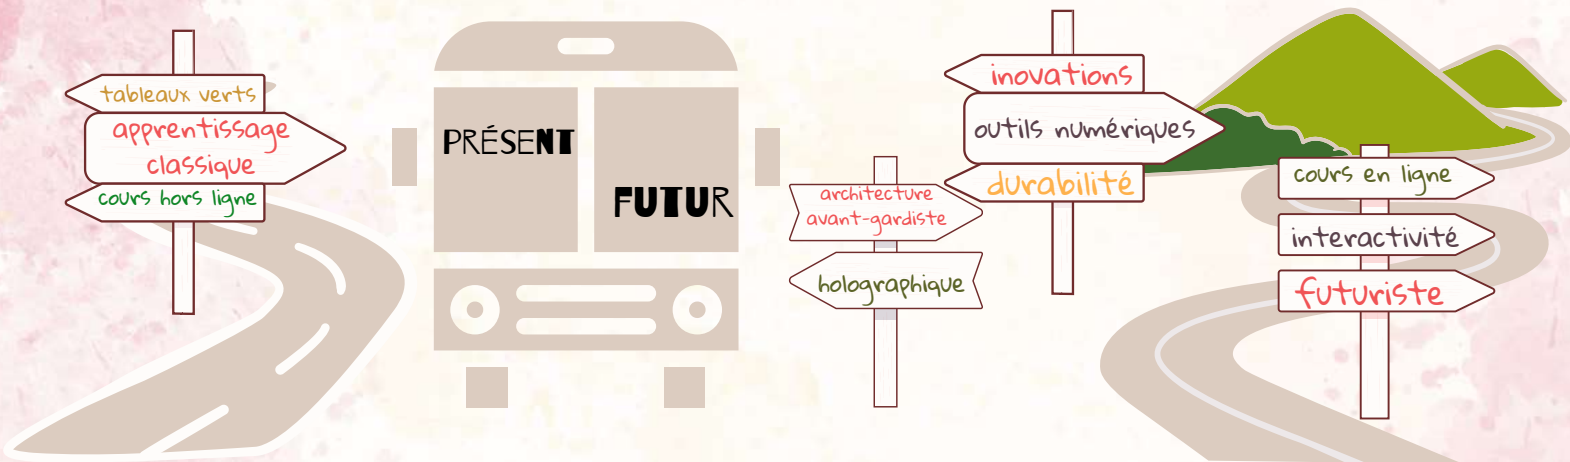 tableaux verts
apprentissage
classique
cours hors ligne
PRÉSENT
FUTUR
architecture
avant-gardiste
holographique
inovations
outils numériques
durabilité
cours en ligne
interactivité
futuriste